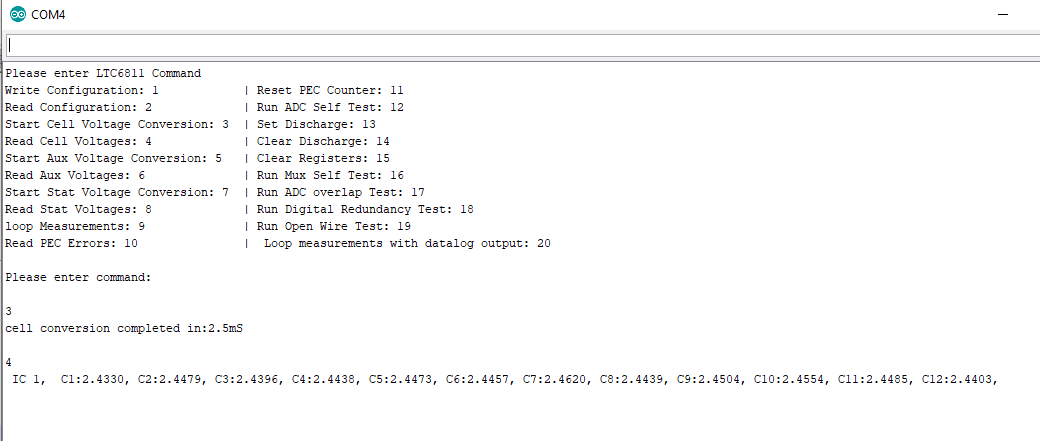 COM4
Please enter LTC6811 Command
Write Configuration: 1 | Reset PEC Counter: 11
Read Configuration: 2 | Run ADC Self Test: 12
Start Cell Voltage Conversion: 3 | Set Discharge: 13
Read Cell Voltages: 4 | Clear Discharge: 14
Start Aux Voltage Conversion: 5 | Clear Registers: 15
Read Aux Voltages: 6 | Run Mux Self Test: 16
Start Stat Voltage Conversion: 7 | Run ADC overlap Test: 17
Read Stat Voltages: 8 | Run Digital Redundancy Test: 18
loop Measurements: 9 | Run Open Wire Test: 19
Read PEC Errors: 10 | Loop measurements with datalog output: 20
Please enter command:
3
cell conversion completed in:2.5mS
4
IC 1, C1:2.4330, C2:2.4479, C3:2.4396, C4:2.4438, C5:2.4473, C6:2.4457, C7:2.4620, C8:2.4439, C9:2.4504, C10:2.4554, C11:2.4485, C12:2.4403,